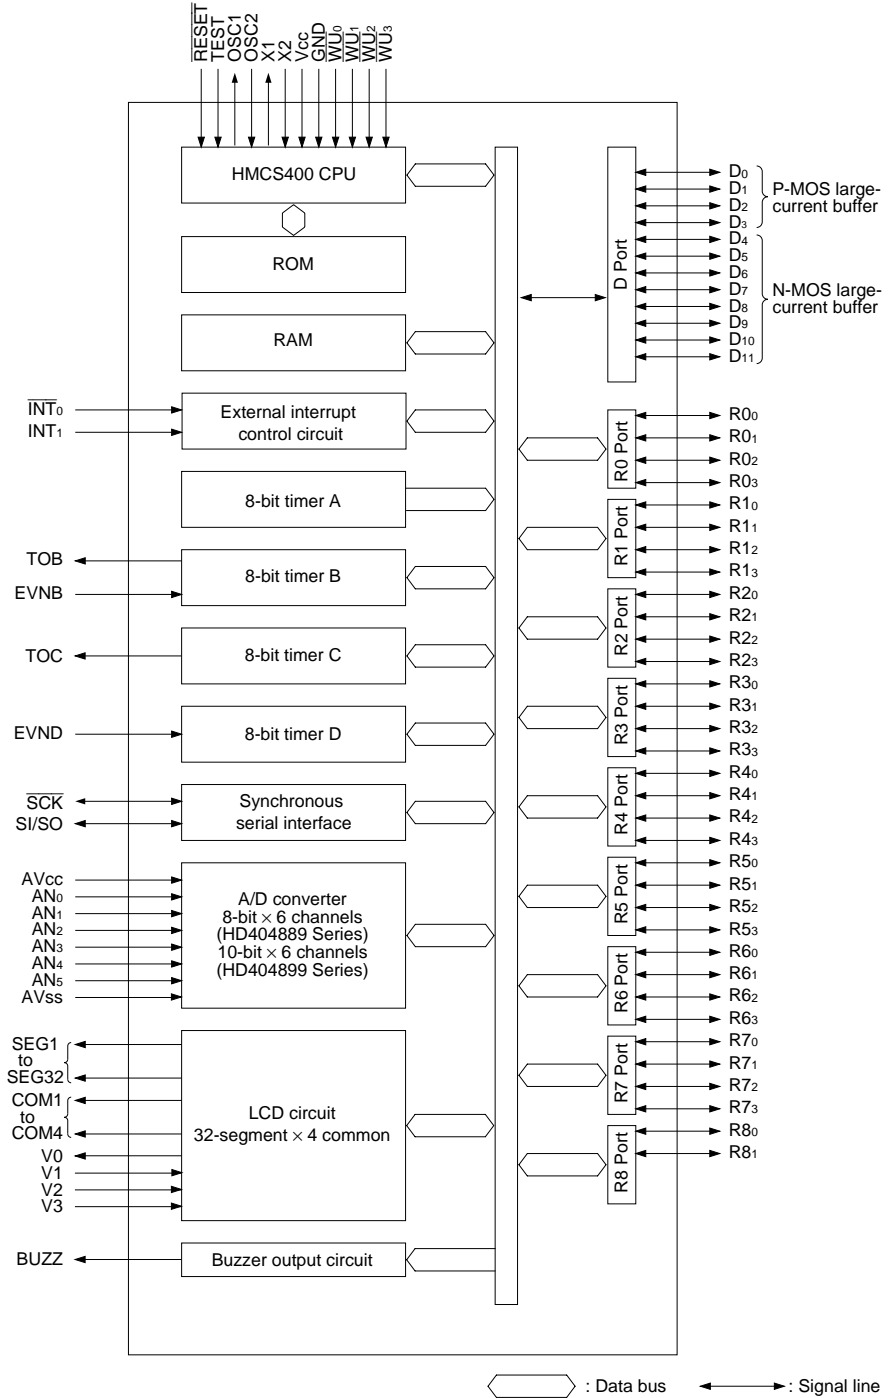 R̅E̅S̅E̅T̅
TEST
OSC1
OSC2
X1
X2
Vcc
GND
W̅U̅₀
W̅U̅₁
W̅U̅₂
W̅U̅₃
HMCS400 CPU
ROM
RAM
External interrupt
control circuit
8-bit timer A
8-bit timer B
8-bit timer C
8-bit timer D
Synchronous
serial interface
A/D converter
8-bit × 6 channels
(HD404889 Series)
10-bit × 6 channels
(HD404899 Series)
LCD circuit
32-segment × 4 common
Buzzer output circuit
I̅N̅T̅₀
INT₁
TOB
EVNB
TOC
EVND
S̅C̅K̅
SI/SO
AVcc
AN₀
AN₁
AN₂
AN₃
AN₄
AN₅
AVss
SEG1
to
SEG32
COM1
to
COM4
V0
V1
V2
V3
BUZZ
D Port
D₀
D₁
D₂
D₃
D₄
D₅
D₆
D₇
D₈
D₉
D₁₀
D₁₁
P-MOS large-
current buffer
N-MOS large-
current buffer
R0 Port
R0₀
R0₁
R0₂
R0₃
R1 Port
R1₀
R1₁
R1₂
R1₃
R2 Port
R2₀
R2₁
R2₂
R2₃
R3 Port
R3₀
R3₁
R3₂
R3₃
R4 Port
R4₀
R4₁
R4₂
R4₃
R5 Port
R5₀
R5₁
R5₂
R5₃
R6 Port
R6₀
R6₁
R6₂
R6₃
R7 Port
R7₀
R7₁
R7₂
R7₃
R8 Port
R8₀
R8₁
: Data bus
: Signal line